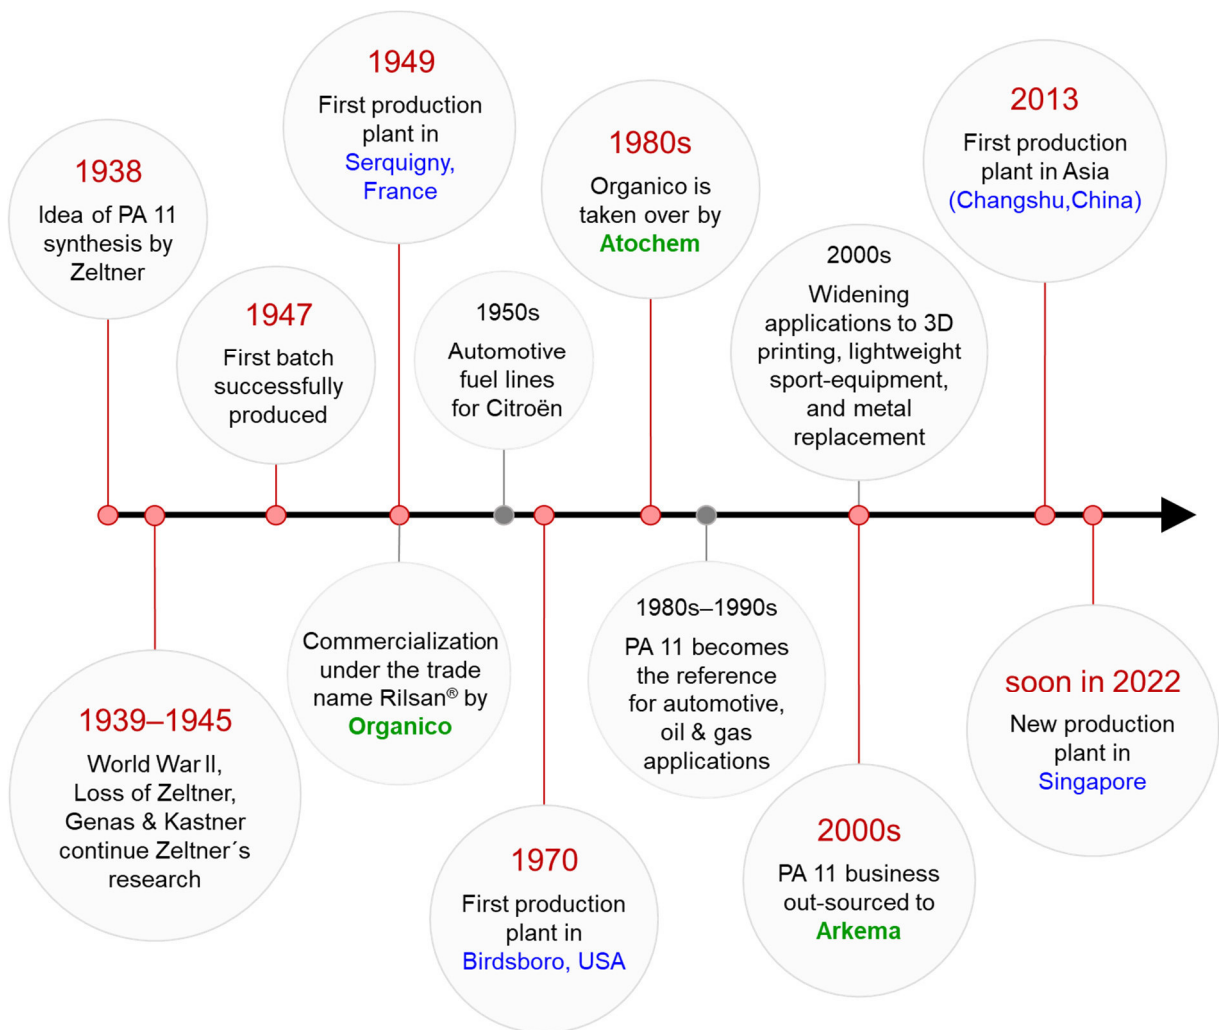 1938
Idea of PA 11
synthesis by
Zeltner
1939–1945
World War II,
Loss of Zeltner,
Genas & Kastner
continue Zeltner´s
research
1947
First batch
successfully
produced
1949
First production
plant in
Serquigny,
France
Commercialization
under the trade
name Rilsan® by
Organico
1950s
Automotive
fuel lines
for Citroën
1970
First production
plant in
Birdsboro, USA
1980s
Organico is
taken over by
Atochem
1980s–1990s
PA 11 becomes
the reference
for automotive,
oil & gas
applications
2000s
Widening
applications to 3D
printing, lightweight
sport-equipment,
and metal
replacement
2000s
PA 11 business
out-sourced to
Arkema
2013
First production
plant in Asia
(Changshu,China)
soon in 2022
New production
plant in
Singapore